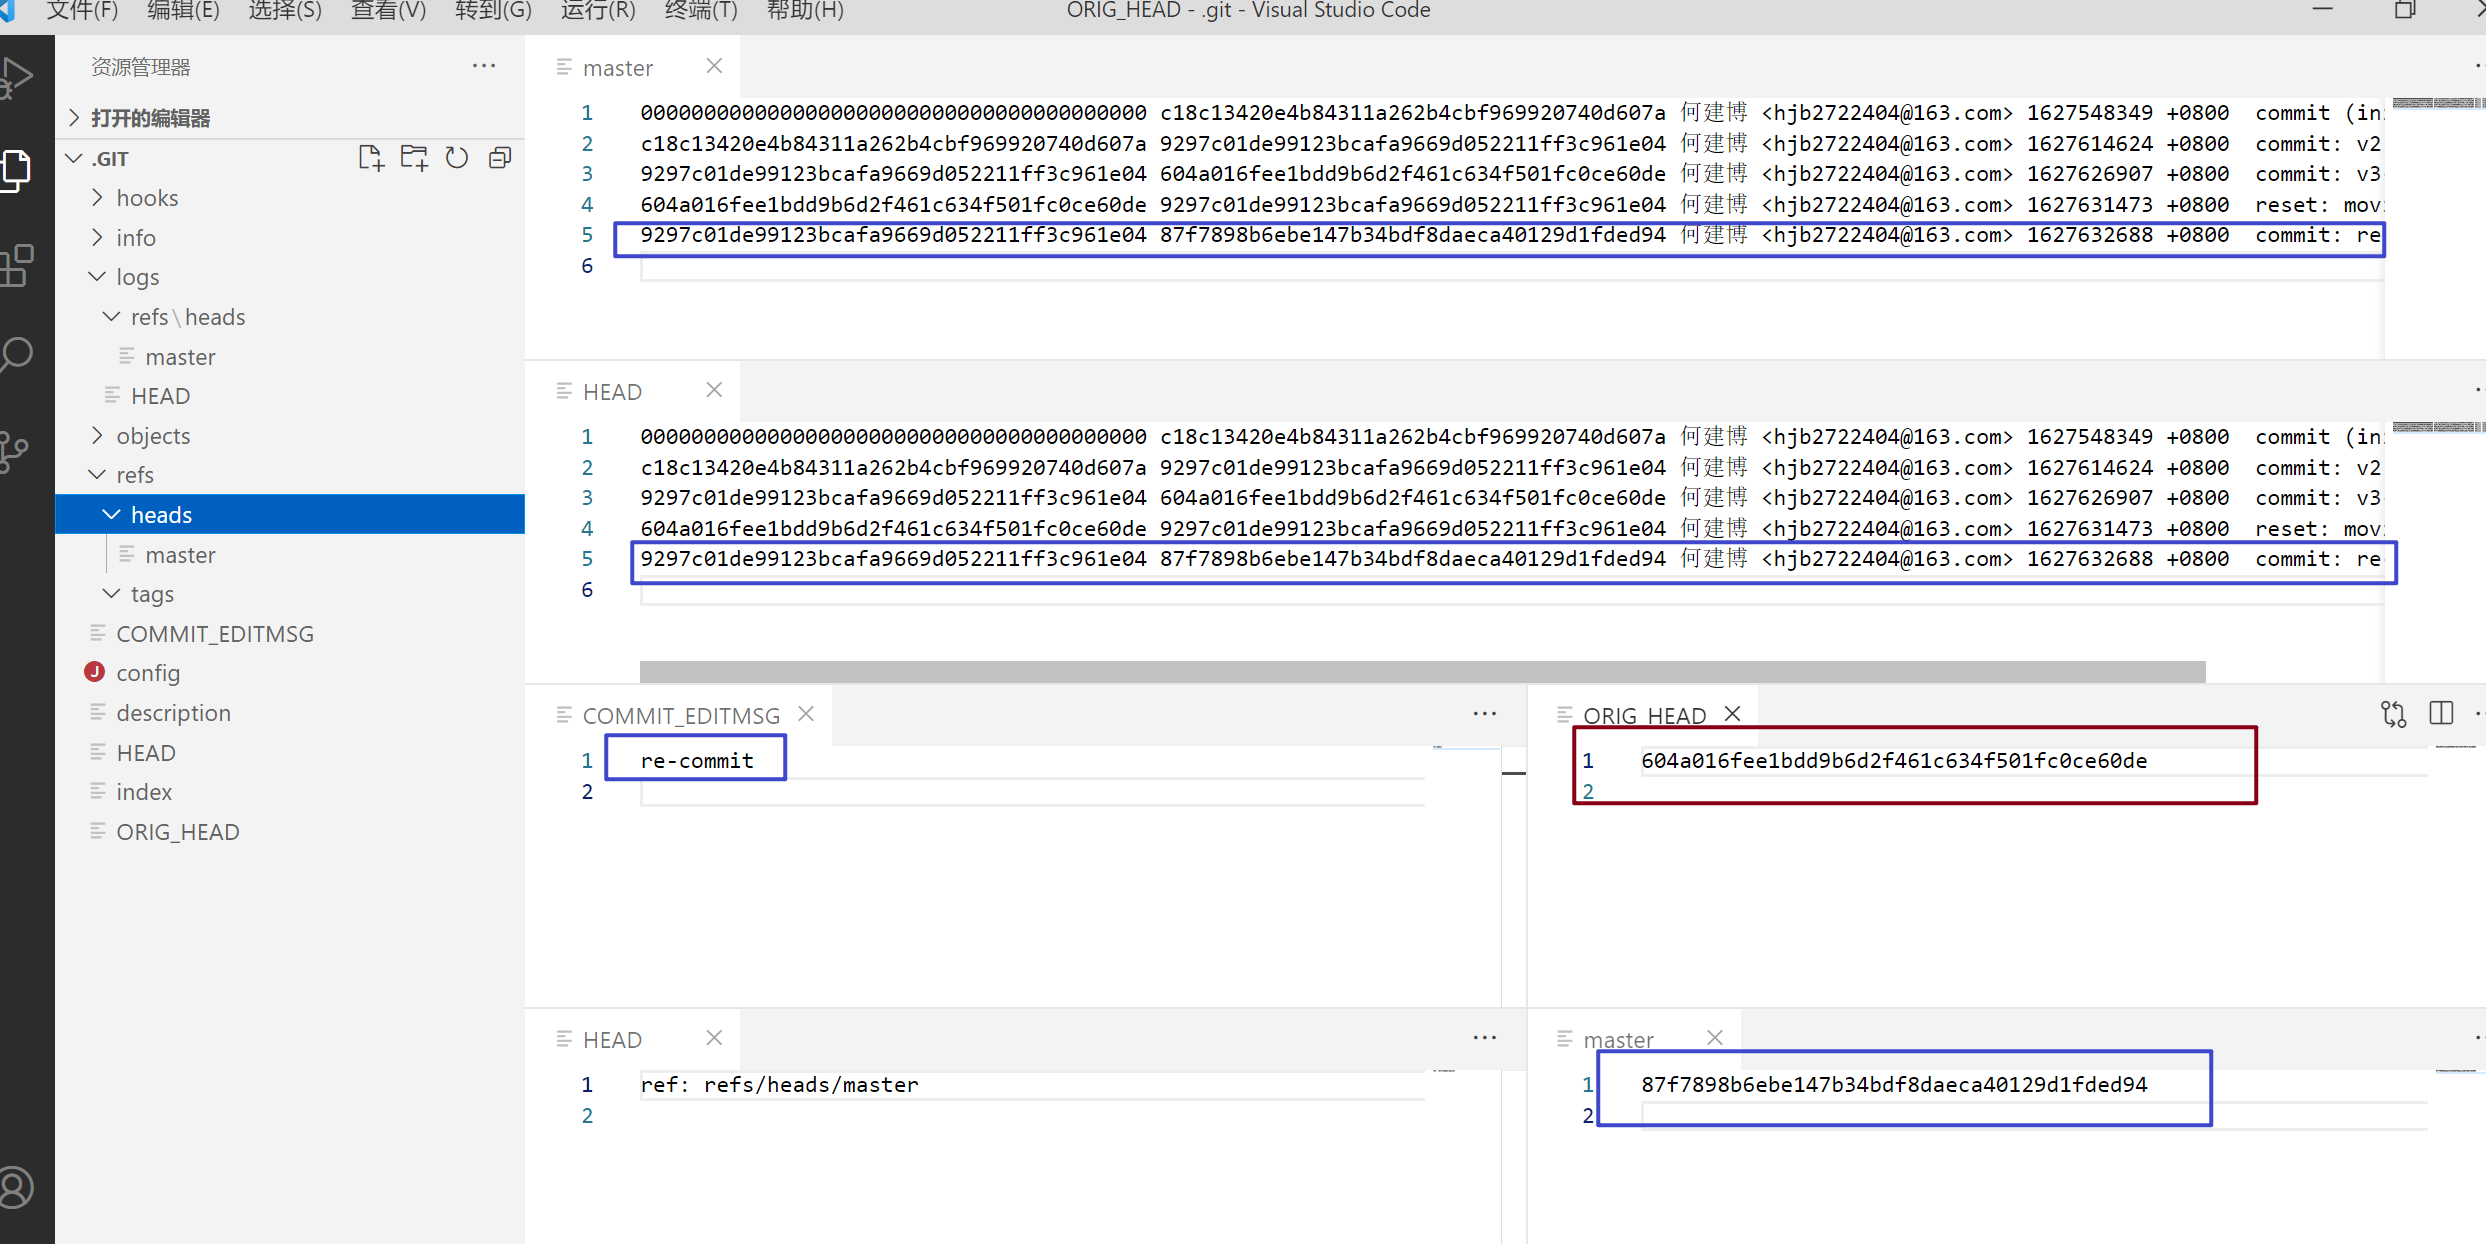 文件(F) 编辑(E) 选择(S) 查看(V) 转到(G) 运行(R) 终端(T) 帮助(H) ORIG_HEAD - .git - Visual Studio Code
资源管理器
打开的编辑器
.GIT
hooks
info
logs
refs\heads
master
HEAD
objects
refs
heads
master
tags
COMMIT_EDITMSG
config
description
HEAD
index
ORIG_HEAD
master
1 0000000000000000000000000000000000000000 c18c13420e4b84311a262b4cbf969920740d607a 何建博 <hjb2722404@163.com> 1627548349 +0800 commit (in
2 c18c13420e4b84311a262b4cbf969920740d607a 9297c01de99123bcafa9669d052211ff3c961e04 何建博 <hjb2722404@163.com> 1627614624 +0800 commit: v2
3 9297c01de99123bcafa9669d052211ff3c961e04 604a016fee1bdd9b6d2f461c634f501fc0ce60de 何建博 <hjb2722404@163.com> 1627626907 +0800 commit: v3
4 604a016fee1bdd9b6d2f461c634f501fc0ce60de 9297c01de99123bcafa9669d052211ff3c961e04 何建博 <hjb2722404@163.com> 1627631473 +0800 reset: mov
5 9297c01de99123bcafa9669d052211ff3c961e04 87f7898b6ebe147b34bdf8daeca40129d1fded94 何建博 <hjb2722404@163.com> 1627632688 +0800 commit: re
6
HEAD
1 0000000000000000000000000000000000000000 c18c13420e4b84311a262b4cbf969920740d607a 何建博 <hjb2722404@163.com> 1627548349 +0800 commit (in
2 c18c13420e4b84311a262b4cbf969920740d607a 9297c01de99123bcafa9669d052211ff3c961e04 何建博 <hjb2722404@163.com> 1627614624 +0800 commit: v2
3 9297c01de99123bcafa9669d052211ff3c961e04 604a016fee1bdd9b6d2f461c634f501fc0ce60de 何建博 <hjb2722404@163.com> 1627626907 +0800 commit: v3
4 604a016fee1bdd9b6d2f461c634f501fc0ce60de 9297c01de99123bcafa9669d052211ff3c961e04 何建博 <hjb2722404@163.com> 1627631473 +0800 reset: mov
5 9297c01de99123bcafa9669d052211ff3c961e04 87f7898b6ebe147b34bdf8daeca40129d1fded94 何建博 <hjb2722404@163.com> 1627632688 +0800 commit: re
6
COMMIT_EDITMSG
1 re-commit
2
ORIG_HEAD
1 604a016fee1bdd9b6d2f461c634f501fc0ce60de
2
HEAD
1 ref: refs/heads/master
2
master
1 87f7898b6ebe147b34bdf8daeca40129d1fded94
2